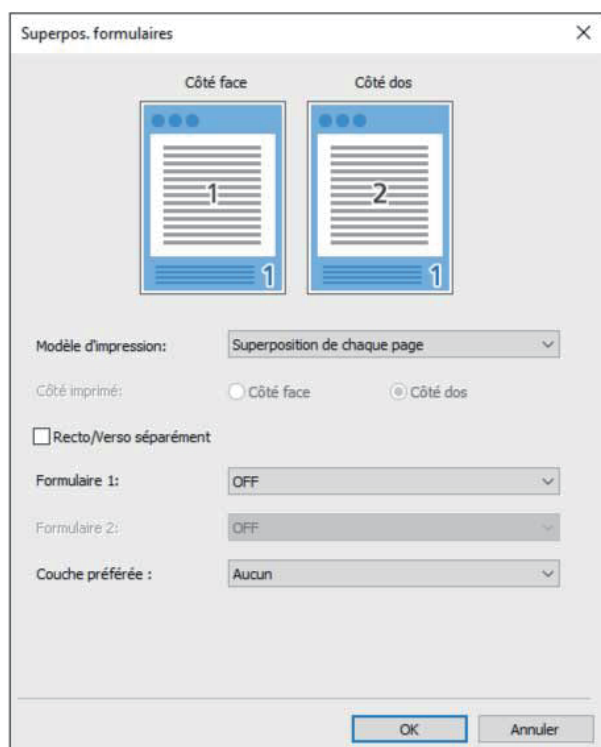 Superpos. formulaires
Côté face Côté dos
1 2
1 1
Modèle d'impression: Superposition de chaque page
Côté imprimé: Côté face Côté dos
Recto/Verso séparément
Formulaire 1: OFF
Formulaire 2: OFF
Couche préférée : Aucun
OK Annuler